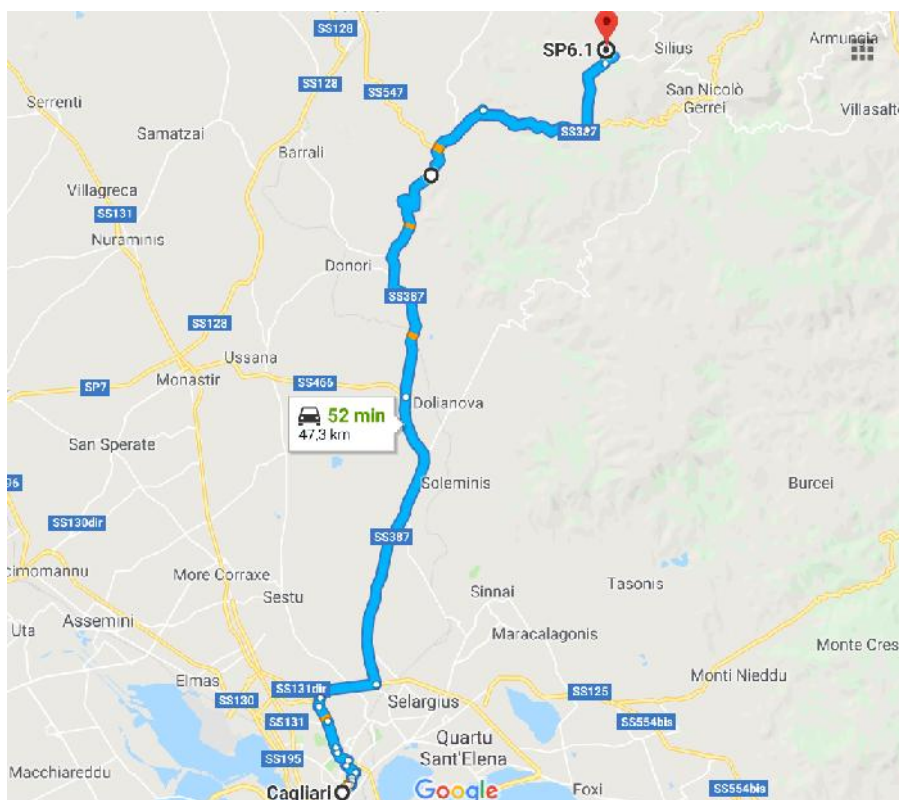 SS128
SP6.1
Silius
Armungia
SS128
SS547
San Nicolò
Gerrei
Villasalto
Serrenti
Samatzai
Barrali
SS387
Villagreca
SS131
Nuraminis
Donori
SS387
SS128
Ussana
SP7
Monastir
SS466
Dolianova
52 min
47,3 km
San Sperate
Soleminis
Burcei
SS130dir
SS387
cimomannu
More Corraxe
Sestu
Sinnai
Tasonis
Assemini
Uta
Maracalagonis
Monte Cres
Elmas
SS131dir
Monti Nieddu
SS130
Selargius
SS125
SS131
SS554bis
SS195
Quartu
Sant'Elena
Macchiareddu
Cagliari
Google
Foxi
SS554bis